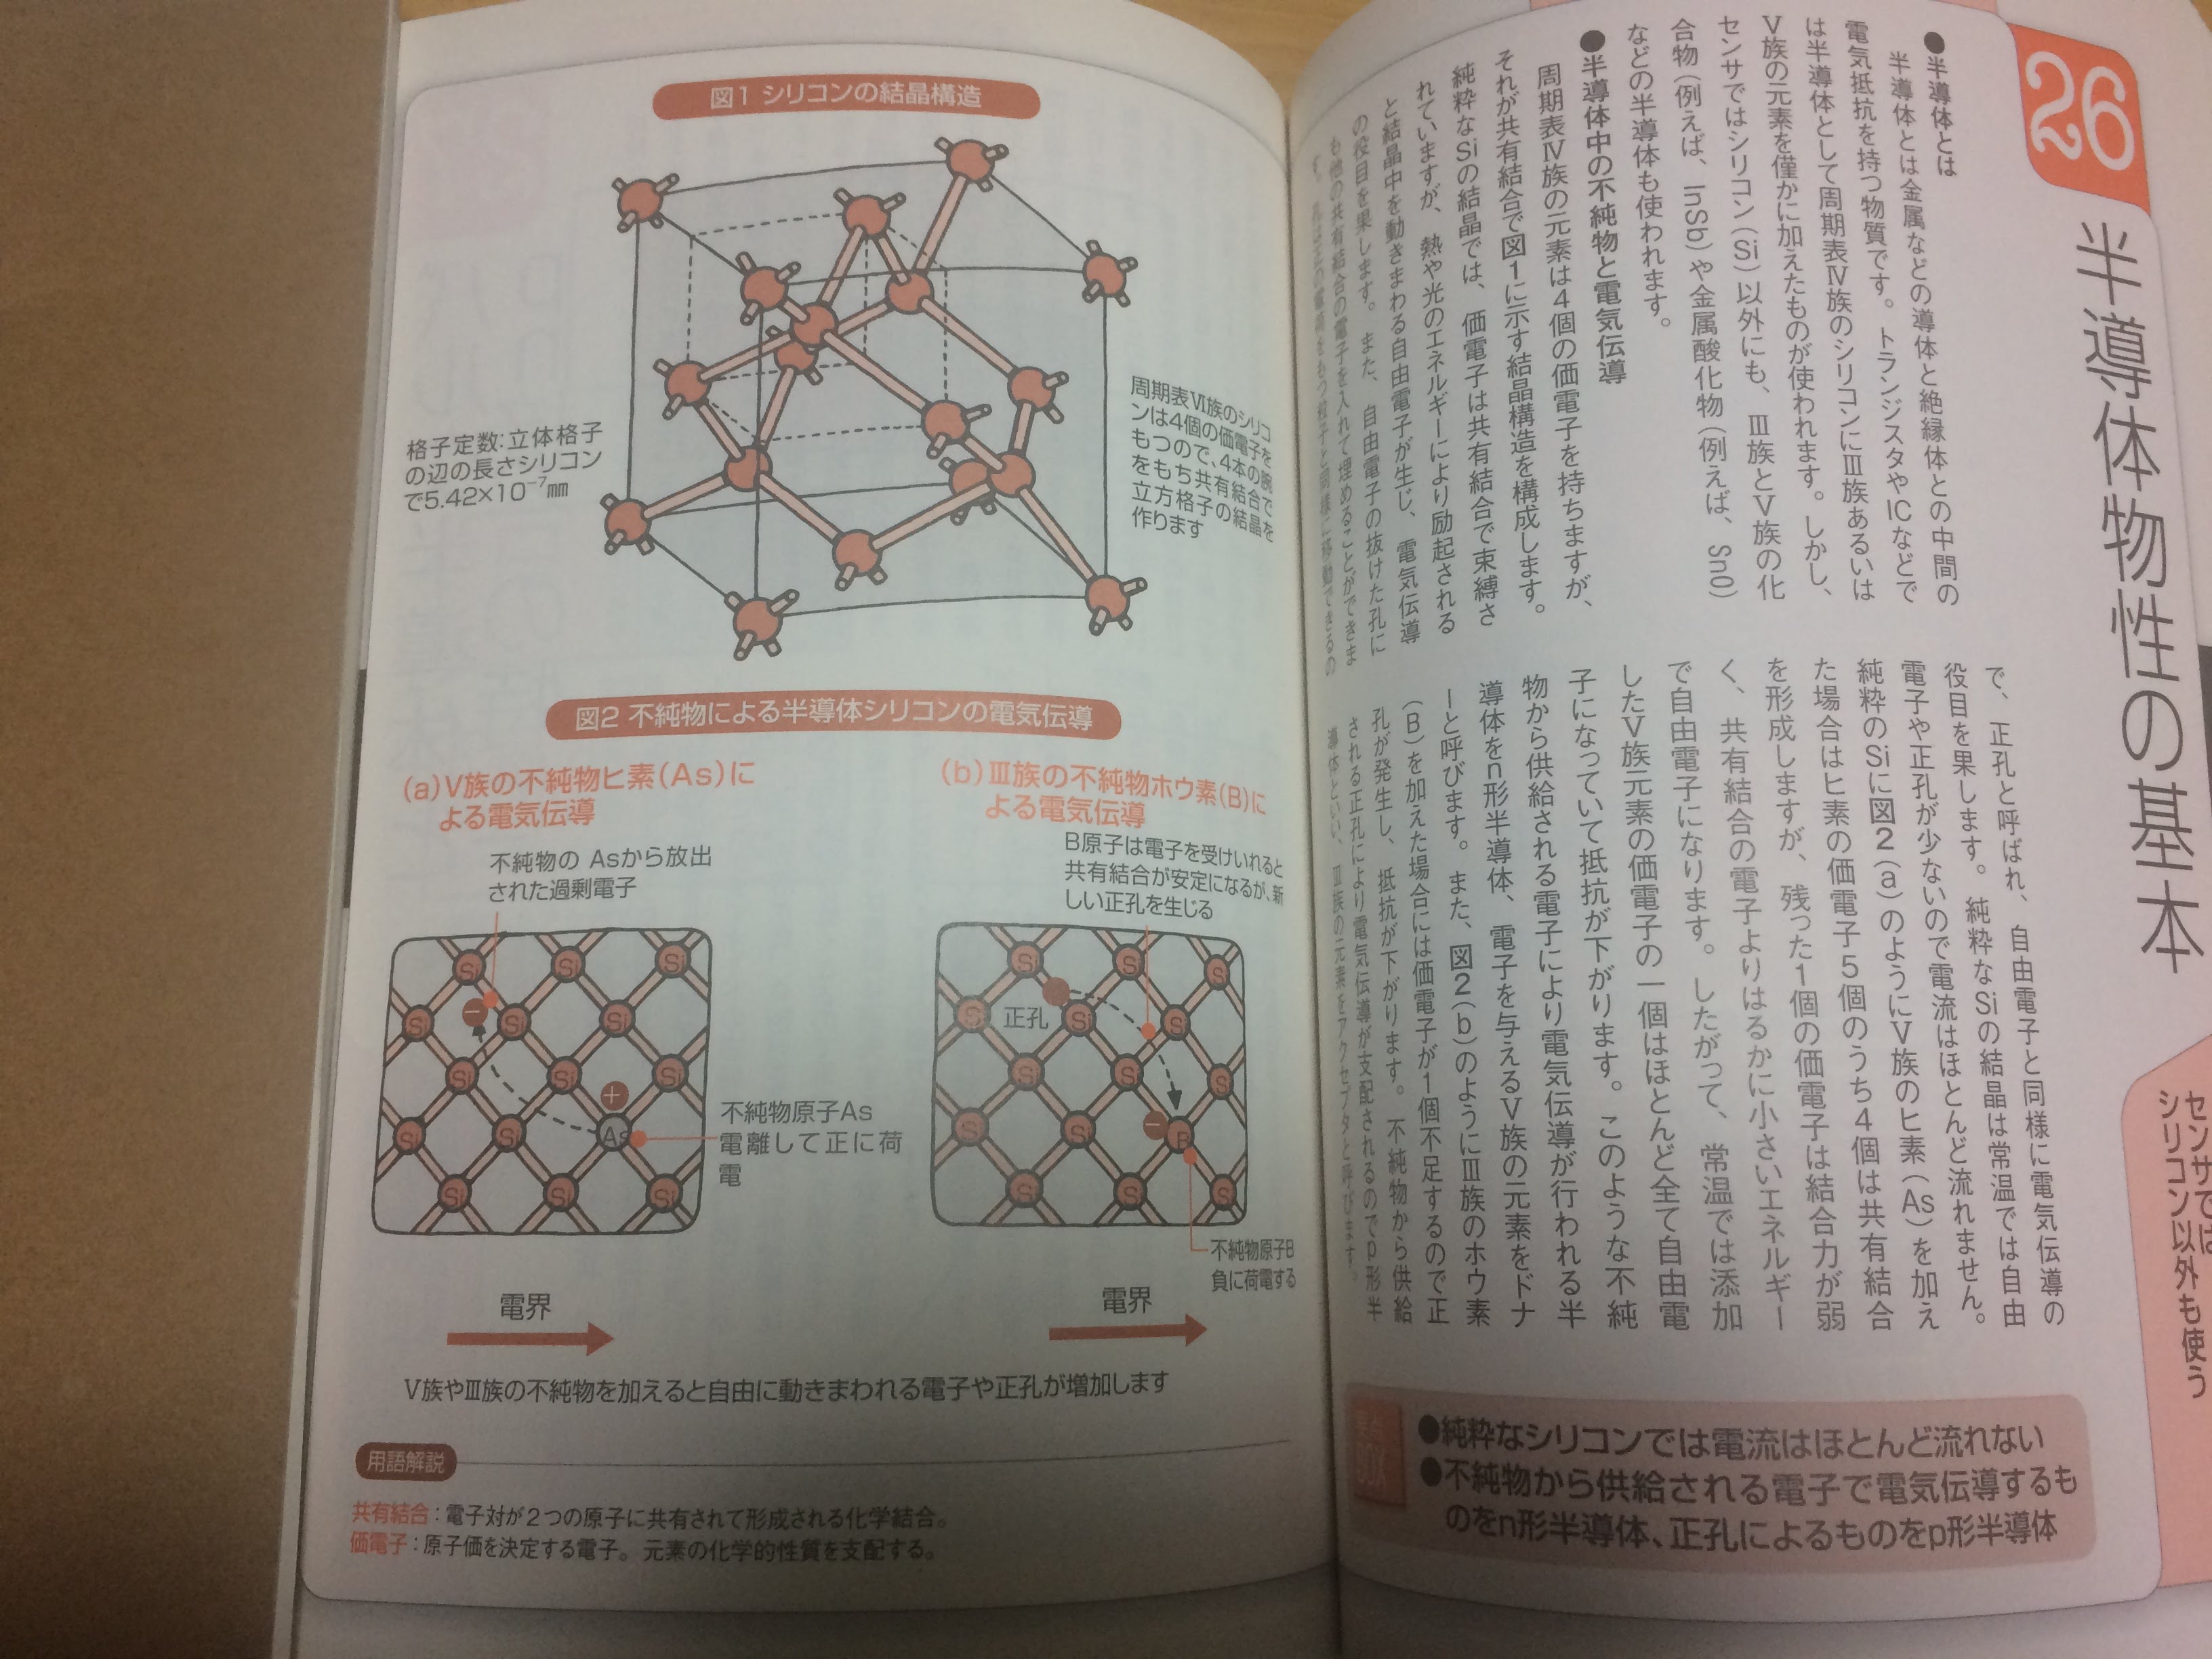 26
半導体物性の基本
センサでは
シリコン以外も使う
●半導体とは
半導体とは金属などの導体と絶縁体との中間の
電気抵抗を持つ物質です。トランジスタやICなどで
は半導体として周期表Ⅳ族のシリコンにⅢ族あるいは
Ⅴ族の元素を僅かに加えたものが使われます。しかし、
センサではシリコン(Si)以外にも、Ⅲ族とⅤ族の化
合物(例えば、InSb)や金属酸化物(例えば、SnO)
などの半導体も使われます。
●半導体中の不純物と電気伝導
周期表Ⅳ族の元素は4個の価電子を持ちますが、
それが共有結合で図1に示す結晶構造を構成します。
純粋なSiの結晶では、価電子は共有結合で束縛さ
れていますが、熱や光のエネルギーにより励起される
と結晶中を動きまわる自由電子が生じ、電気伝導
の役目を果します。また、自由電子の抜けた孔に
も他の共有結合の電子を入れて埋めることができま
す。孔は正の電荷をもつ粒子と同様に移動できるの
で、正孔と呼ばれ、自由電子と同様に電気伝導の
役目を果します。純粋なSiの結晶は常温では自由
電子や正孔が少ないので電流はほとんど流れません。
純粋のSiに図2(a)のようにⅤ族のヒ素(As)を加え
た場合はヒ素の価電子5個のうち4個は共有結合
を形成しますが、残った1個の価電子は結合力が弱
く、共有結合の電子よりはるかに小さいエネルギー
で自由電子になります。したがって、常温では添加
したⅤ族元素の価電子の一個はほとんど全て自由電
子になっていて抵抗が下がります。このような不純
物から供給される電子により電気伝導が行われる半
導体をn形半導体、電子を与えるⅤ族の元素をドナ
ーと呼びます。また、図2(b)のようにⅢ族のホウ素
(B)を加えた場合には価電子が1個不足するので正
孔が発生し、抵抗が下がります。不純物から供給
される正孔により電気伝導が支配されるのでp形半
導体といい、Ⅲ族の元素をアクセプタと呼びます。
BOX
●純粋なシリコンでは電流はほとんど流れない
●不純物から供給される電子で電気伝導するも
のをn形半導体、正孔によるものをp形半導体
図1 シリコンの結晶構造
格子定数:立体格子
の辺の長さシリコン
で5.42×10⁻⁷㎜
周期表Ⅵ族のシリコ
ンは4個の価電子を
もつので、4本の腕
をもち共有結合で
立方格子の結晶を
作ります
図2 不純物による半導体シリコンの電気伝導
(a)Ⅴ族の不純物ヒ素(As)に
よる電気伝導
不純物の Asから放出
された過剰電子
Si Si Si
− Si Si
Si Si Si
+
Si Si As
Si Si Si
不純物原子As
電離して正に荷
電
電界
(b)Ⅲ族の不純物ホウ素(B)に
よる電気伝導
B原子は電子を受けいれると
共有結合が安定になるが、新
しい正孔を生じる
Si Si S
Si 正孔 Si Si
Si Si S
Si Si − B
Si Si S
不純物原子B
負に荷電する
電界
Ⅴ族やⅢ族の不純物を加えると自由に動きまわれる電子や正孔が増加します
用語解説
共有結合:電子対が2つの原子に共有されて形成される化学結合。
価電子:原子価を決定する電子。元素の化学的性質を支配する。